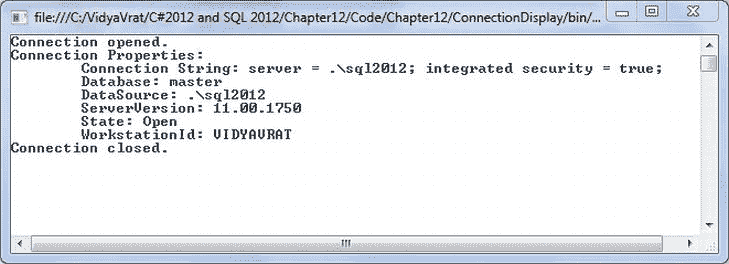 file:///C:/VidyaVrat/C#2012 and SQL 2012/Chapter12/Code/Chapter12/ConnectionDisplay/bin/...
Connection opened.
Connection Properties:
Connection String: server = .\sql2012; integrated security = true;
Database: master
DataSource: .\sql2012
ServerVersion: 11.00.1750
State: Open
WorkstationId: VIDYAVRAT
Connection closed.